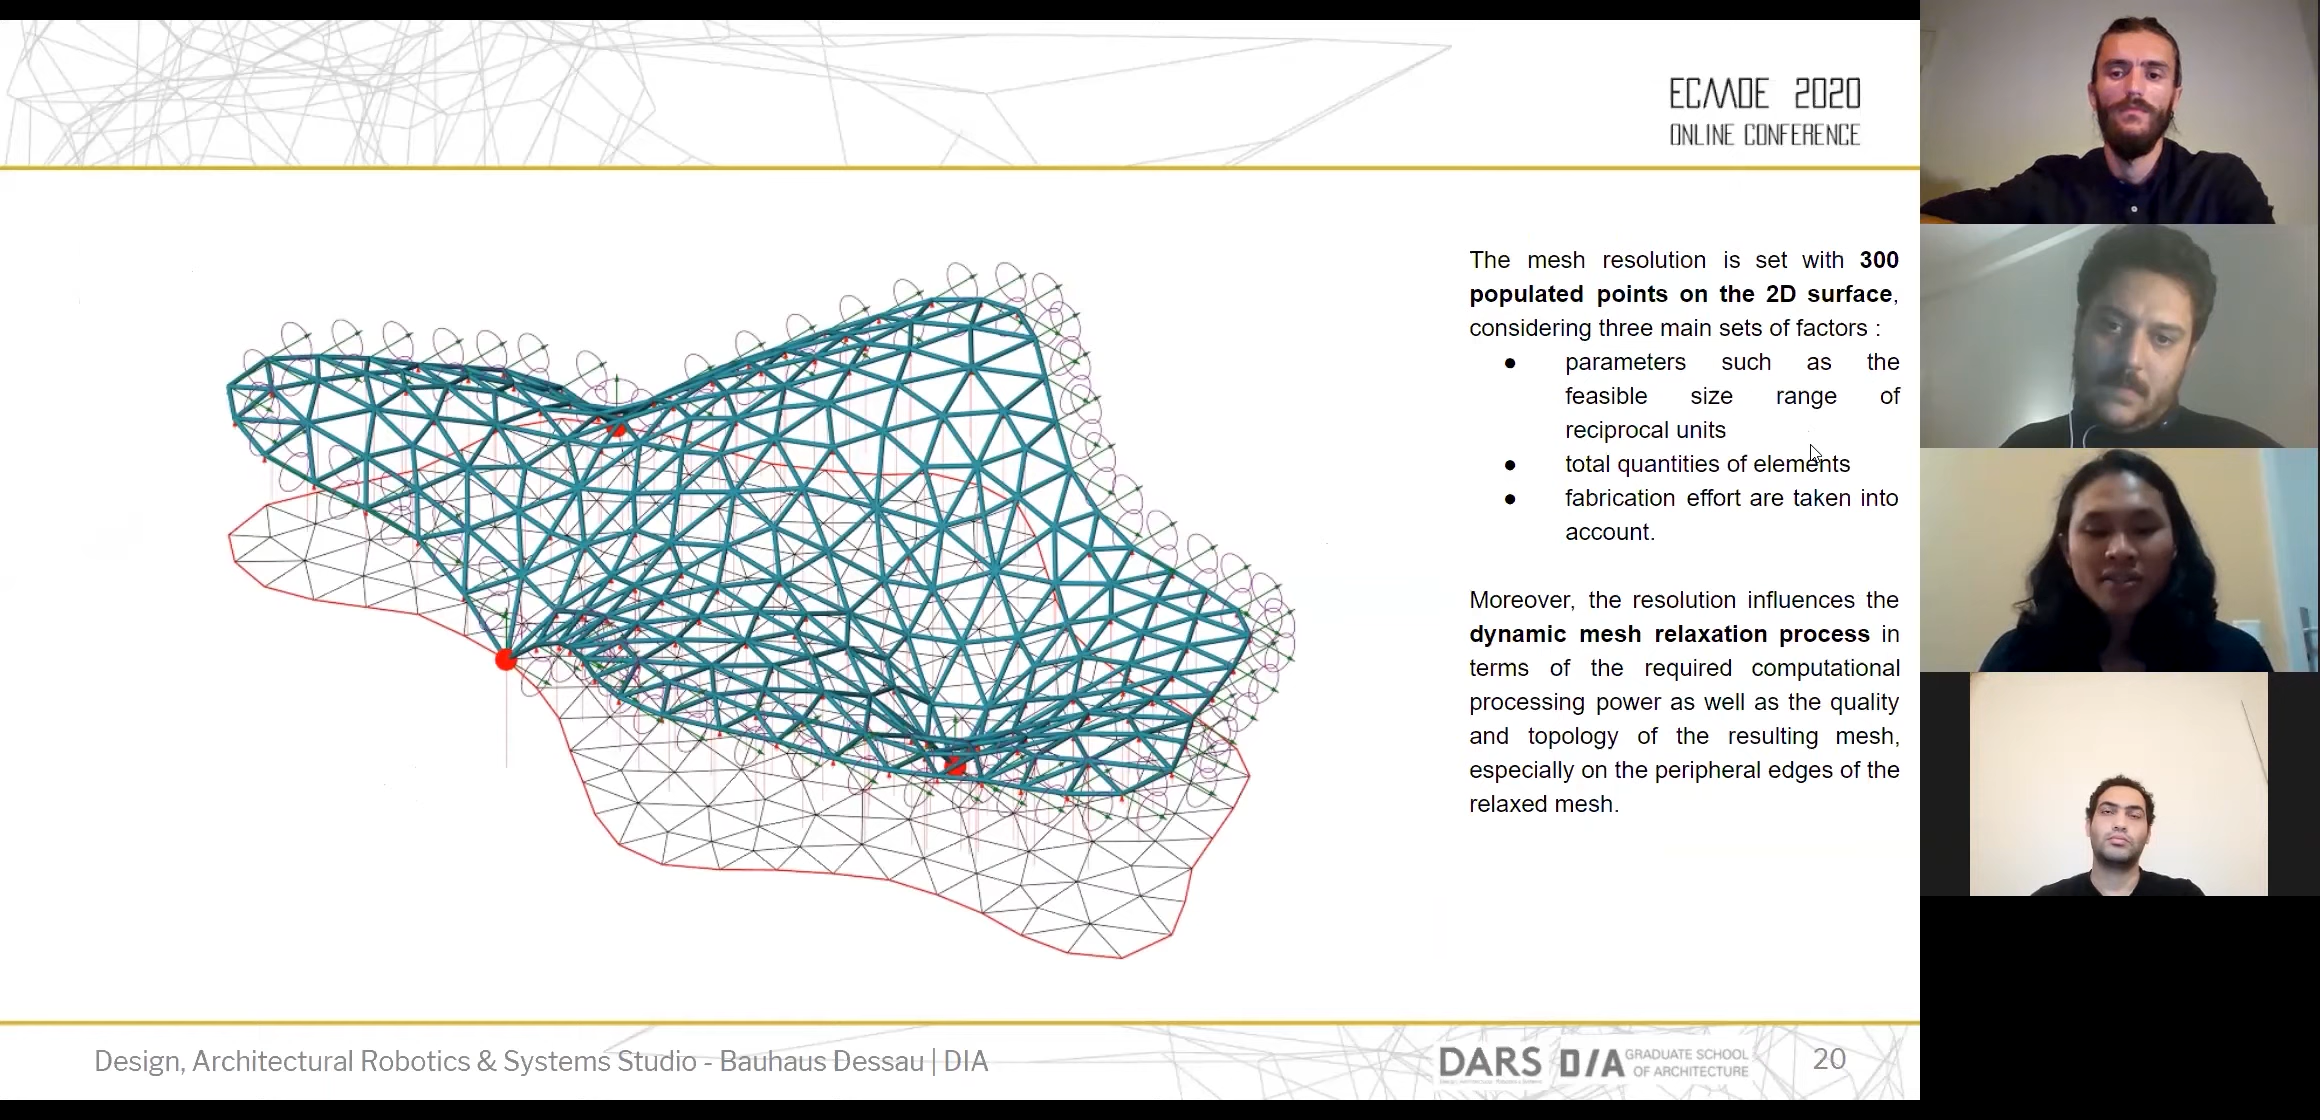 ECAADE 2020
ONLINE CONFERENCE
The mesh resolution is set with 300
populated points on the 2D surface,
considering three main sets of factors :
● parameters such as the
feasible size range of
reciprocal units
● total quantities of elements
● fabrication effort are taken into
account.
Moreover, the resolution influences the
dynamic mesh relaxation process in
terms of the required computational
processing power as well as the quality
and topology of the resulting mesh,
especially on the peripheral edges of the
relaxed mesh.
Design, Architectural Robotics & Systems Studio - Bauhaus Dessau | DIA
DARS
D/A GRADUATE SCHOOL
OF ARCHITECTURE
20